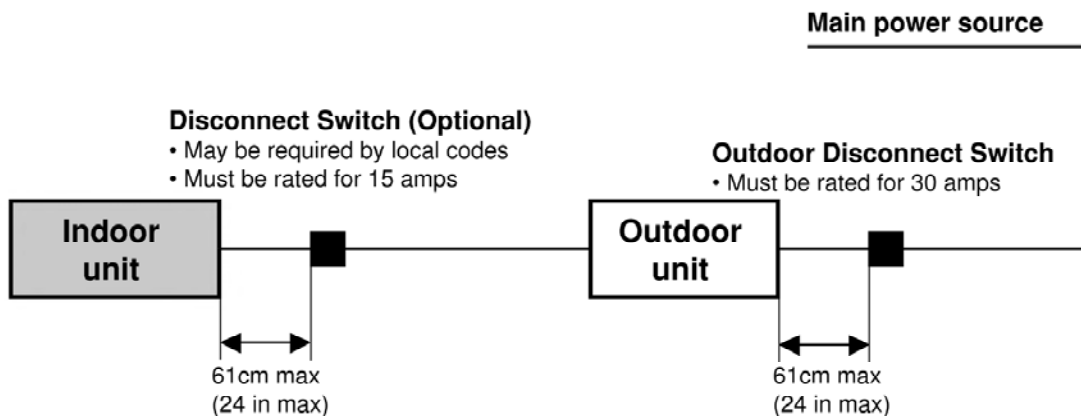 Main power source
Disconnect Switch (Optional)
• May be required by local codes
• Must be rated for 15 amps
Outdoor Disconnect Switch
• Must be rated for 30 amps
Indoor
unit
Outdoor
unit
61cm max
(24 in max)
61cm max
(24 in max)